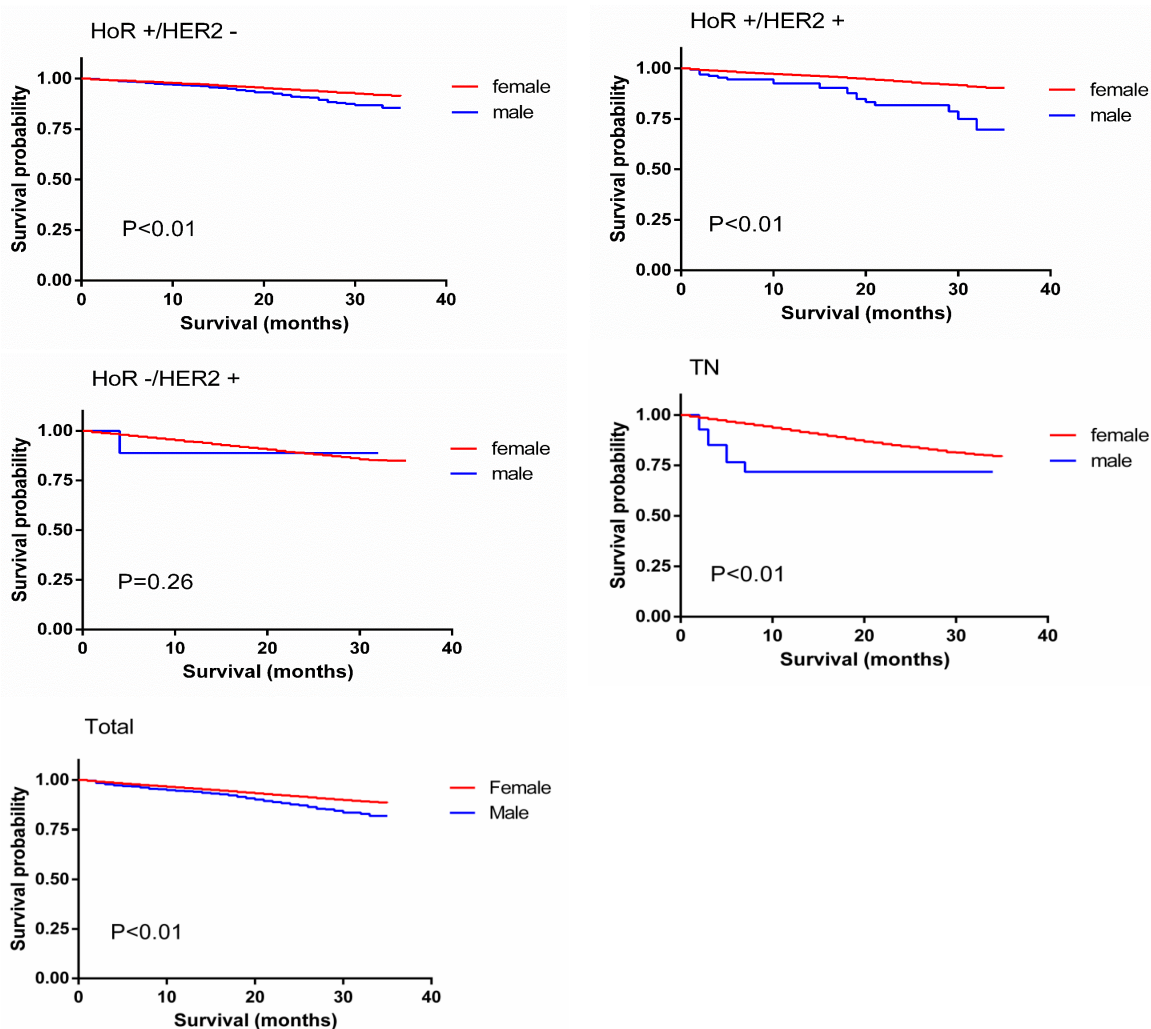 HoR +/HER2 -
Survival probability
1.00
0.75
0.50
0.25
0.00
P<0.01
female
male
0 10 20 30 40
Survival (months)
HoR +/HER2 +
Survival probability
1.00
0.75
0.50
0.25
0.00
P<0.01
female
male
0 10 20 30 40
Survival (months)
HoR -/HER2 +
Survival probability
1.00
0.75
0.50
0.25
0.00
P=0.26
female
male
0 10 20 30 40
Survival (months)
TN
Survival probability
1.00
0.75
0.50
0.25
0.00
P<0.01
female
male
0 10 20 30 40
Survival (months)
Total
Survival probability
1.00
0.75
0.50
0.25
0.00
P<0.01
Female
Male
0 10 20 30 40
Survival (months)